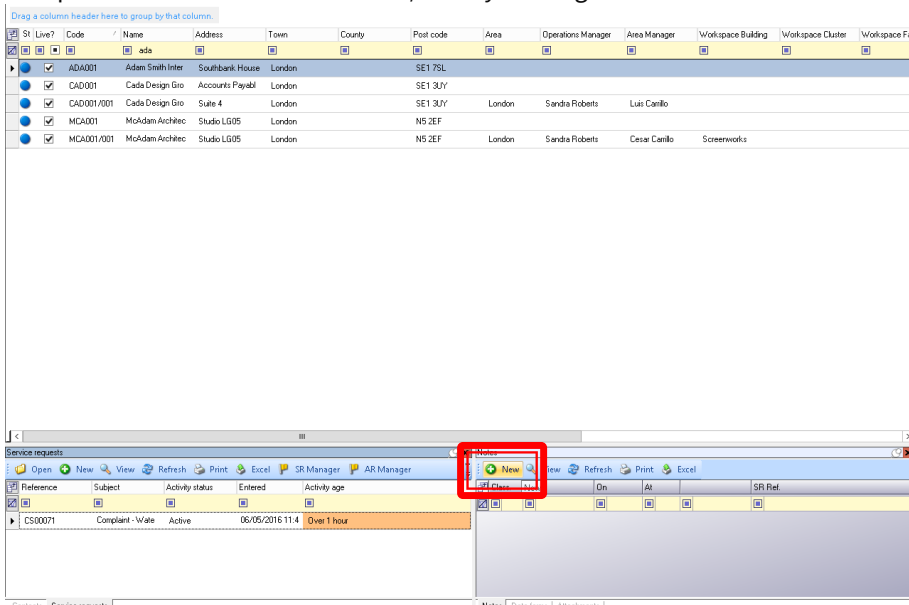 Drag a column header here to group by that column.
St Live? Code Name Address Town County Post code Area Operations Manager Area Manager Workspace Building Workspace Cluster Workspace Fa
ada
ADA001 Adam Smith Inter Southbank House London SE1 7SL
CAD001 Cada Design Gro Accounts Payabl London SE1 3UY
CAD001/001 Cada Design Gro Suite 4 London SE1 3UY London Sandra Roberts Luis Carrillo
MCA001 McAdam Architec Studio LG05 London N5 2EF
MCA001/001 McAdam Architec Studio LG05 London N5 2EF London Sandra Roberts Cesar Carrillo Screenworks
Service requests Notes
Open New View Refresh Print Excel SR Manager AR Manager New View Refresh Print Excel
Reference Subject Activity status Entered Activity age Class On At SR Ref.
CS00071 Complaint - Wate Active 06/05/2016 11:4 Over 1 hour